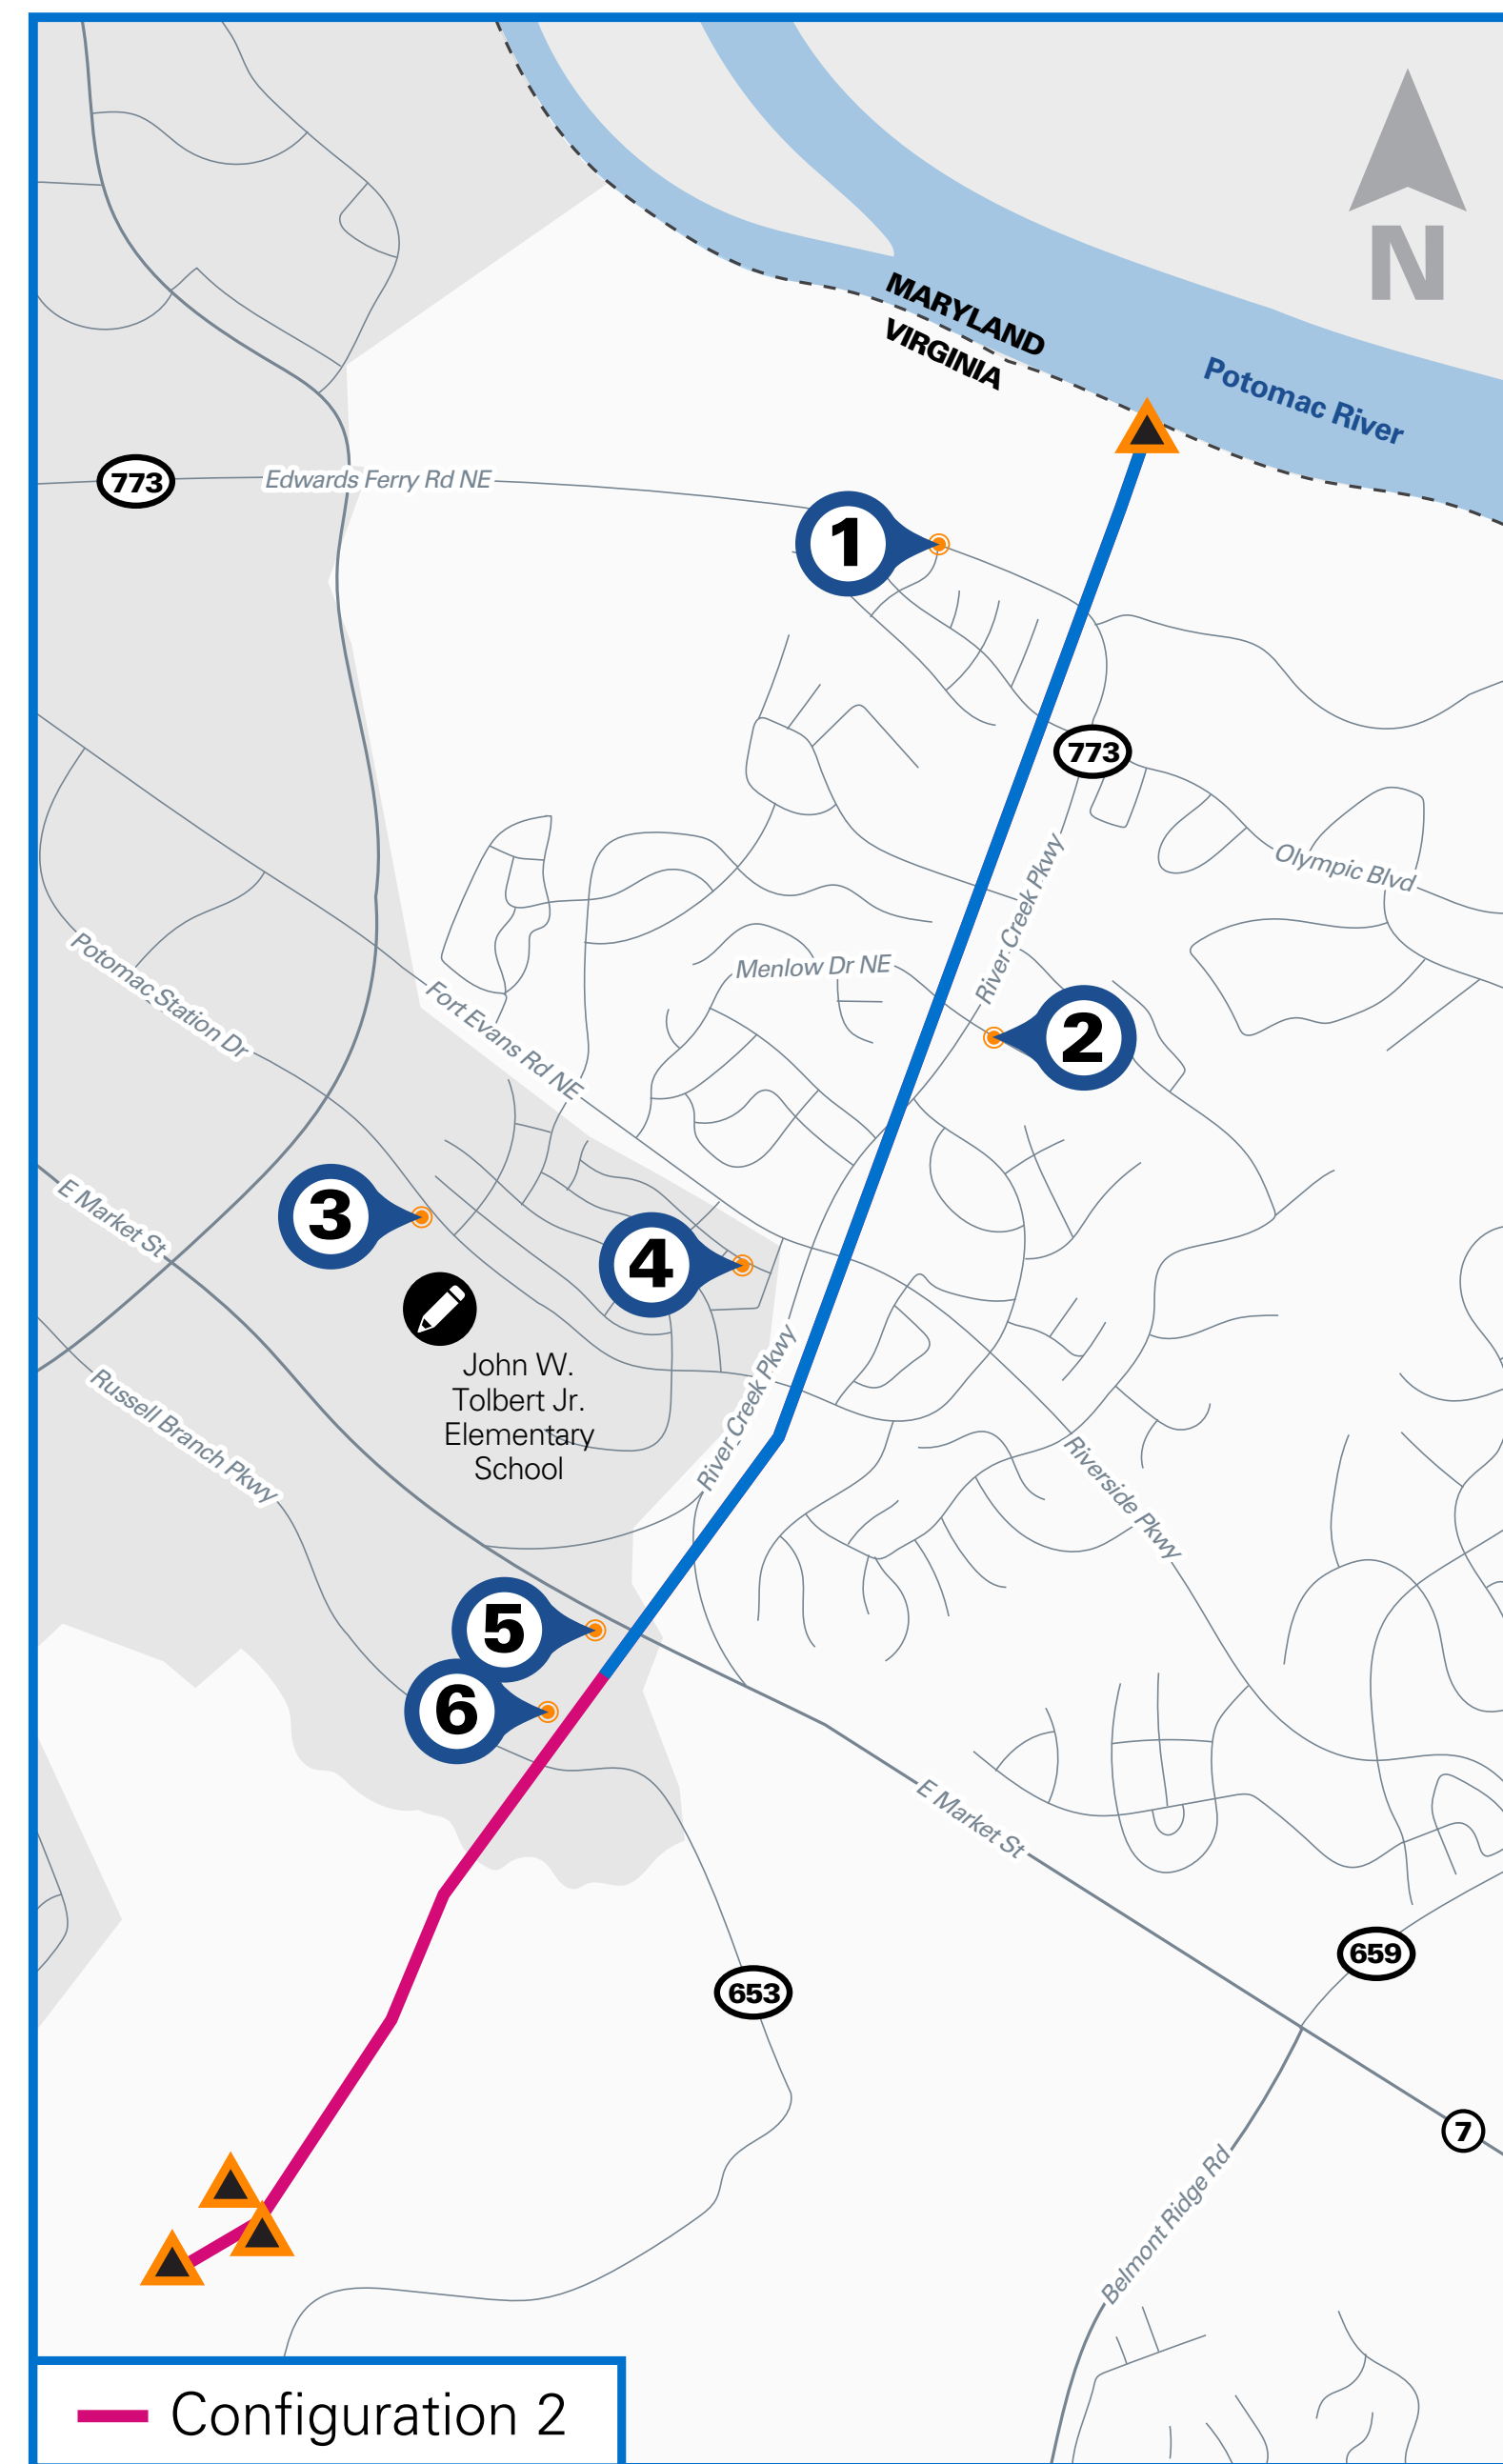 N
MARYLAND
VIRGINIA
Potomac River
773
Edwards Ferry Rd NE
1
773
Olympic Blvd
River Creek Pkwy
Menlow Dr NE
Potomac Station Dr
Fort Evans Rd NE
2
E Market St
3
4
John W.
Tolbert Jr.
Elementary
School
River Creek Pkwy
Russell Branch Pkwy
Riverside Pkwy
5
6
E Market St
659
653
7
Belmont Ridge Rd
Configuration 2